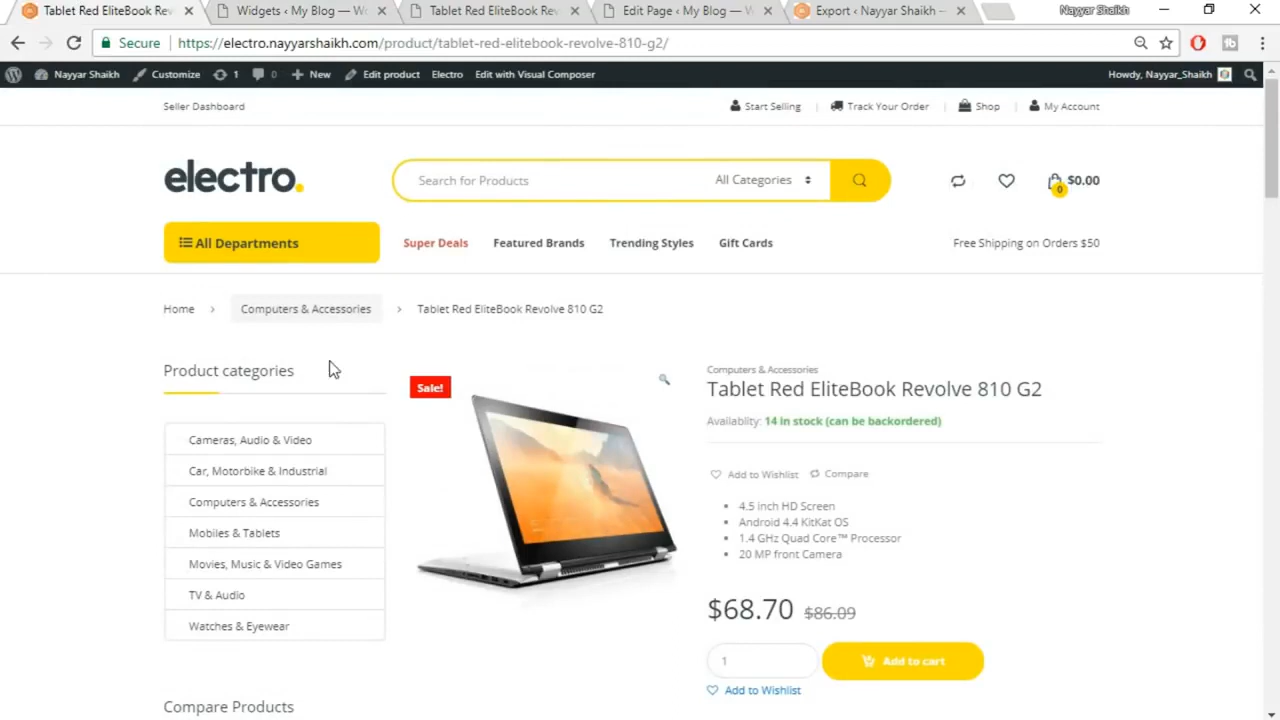 Tablet Red EliteBook Rev
Widgets ‹ My Blog — Wo
Tablet Red EliteBook Rev
Edit Page ‹ My Blog — W
Export ‹ Nayyar Shaikh —
Nayyar Shaikh
Secure
https://electro.nayyarshaikh.com/product/tablet-red-elitebook-revolve-810-g2/
Nayyar Shaikh
Customize
1
0
New
Edit product
Electro
Edit with Visual Composer
Howdy, Nayyar_Shaikh
Seller Dashboard
Start Selling
Track Your Order
Shop
My Account
electro.
Search for Products
All Categories
0
$0.00
All Departments
Super Deals
Featured Brands
Trending Styles
Gift Cards
Free Shipping on Orders $50
Home › Computers & Accessories › Tablet Red EliteBook Revolve 810 G2
Product categories
Cameras, Audio & Video
Car, Motorbike & Industrial
Computers & Accessories
Mobiles & Tablets
Movies, Music & Video Games
TV & Audio
Watches & Eyewear
Compare Products
Sale!
Computers & Accessories
Tablet Red EliteBook Revolve 810 G2
Availablity: 14 in stock (can be backordered)
Add to Wishlist
Compare
4.5 inch HD Screen
Android 4.4 KitKat OS
1.4 GHz Quad Core™ Processor
20 MP front Camera
$68.70 $86.09
1
Add to cart
Add to Wishlist